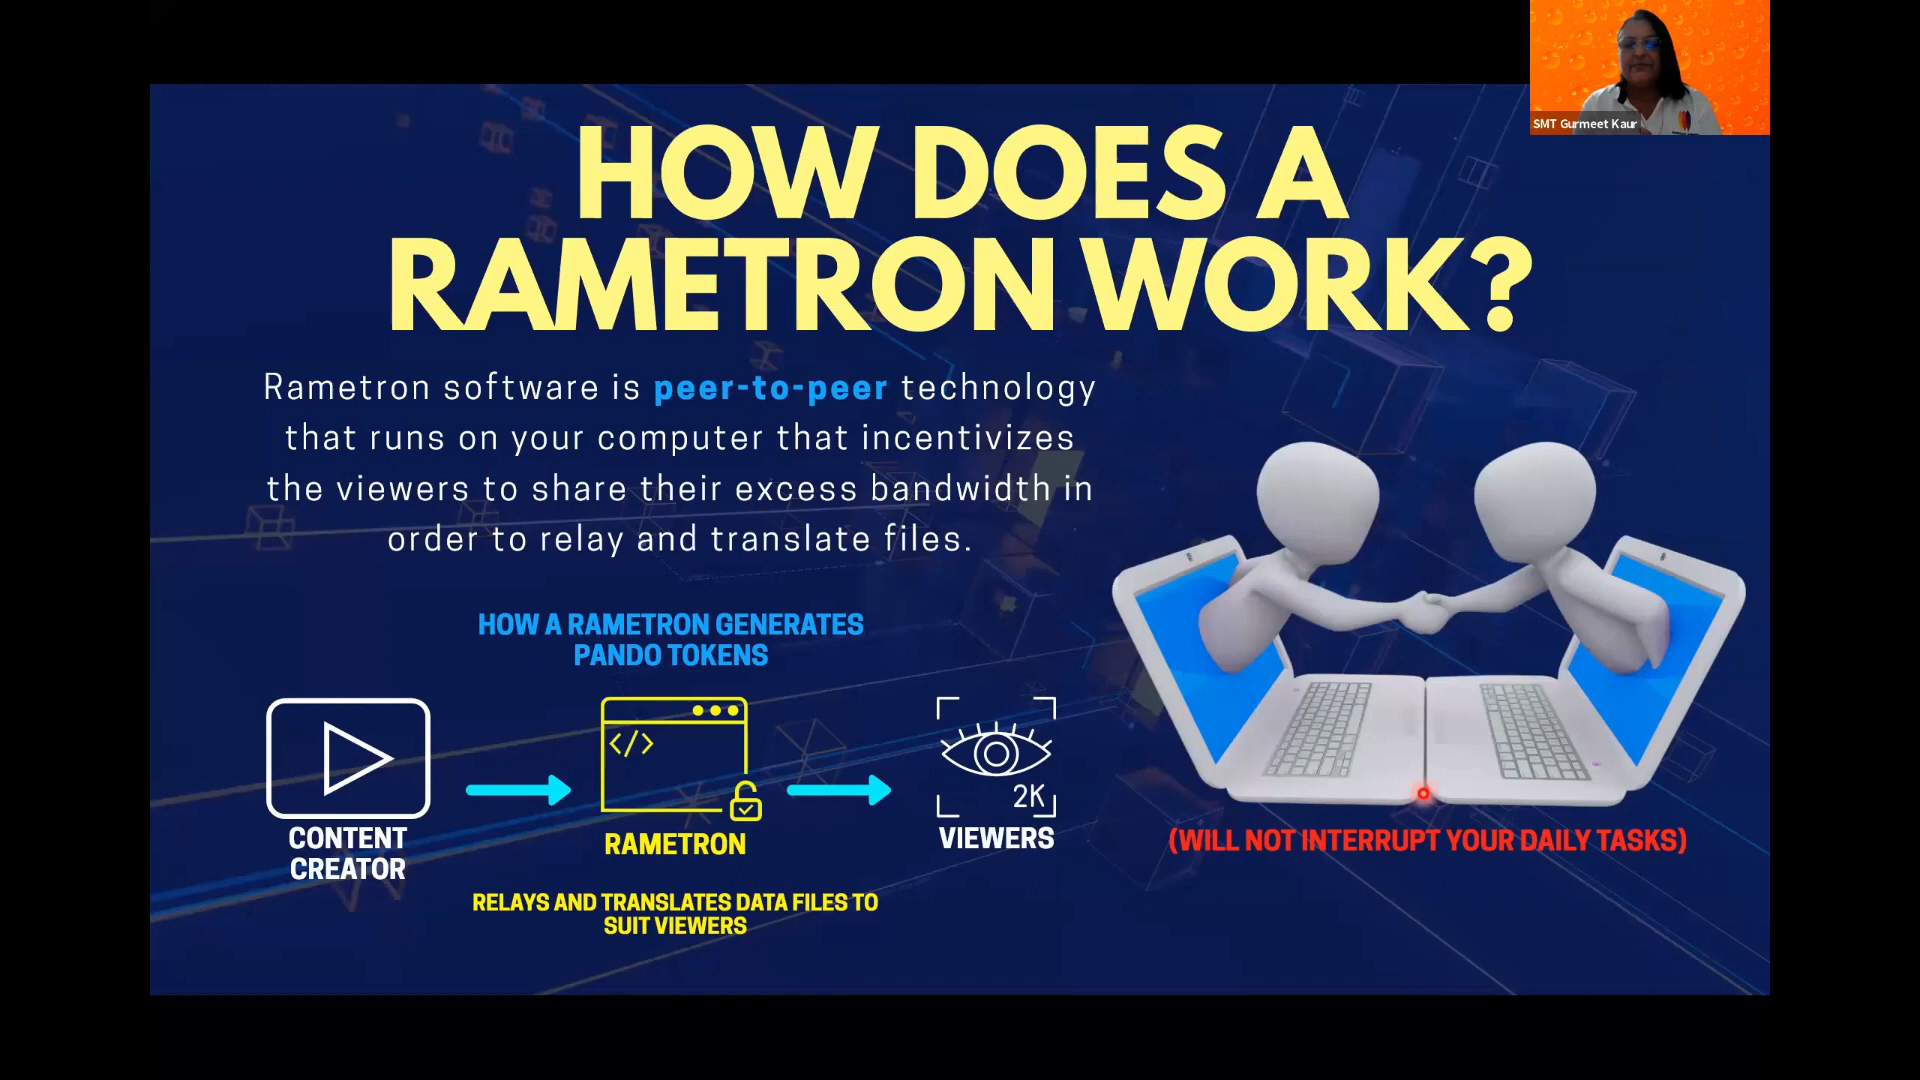 SMT Gurmeet Kaur
HOW DOES A
RAMETRON WORK?
Rametron software is peer-to-peer technology
that runs on your computer that incentivizes
the viewers to share their excess bandwidth in
order to relay and translate files.
HOW A RAMETRON GENERATES
PANDO TOKENS
</>
2K
CONTENT
CREATOR
RAMETRON
VIEWERS
(WILL NOT INTERRUPT YOUR DAILY TASKS)
RELAYS AND TRANSLATES DATA FILES TO
SUIT VIEWERS